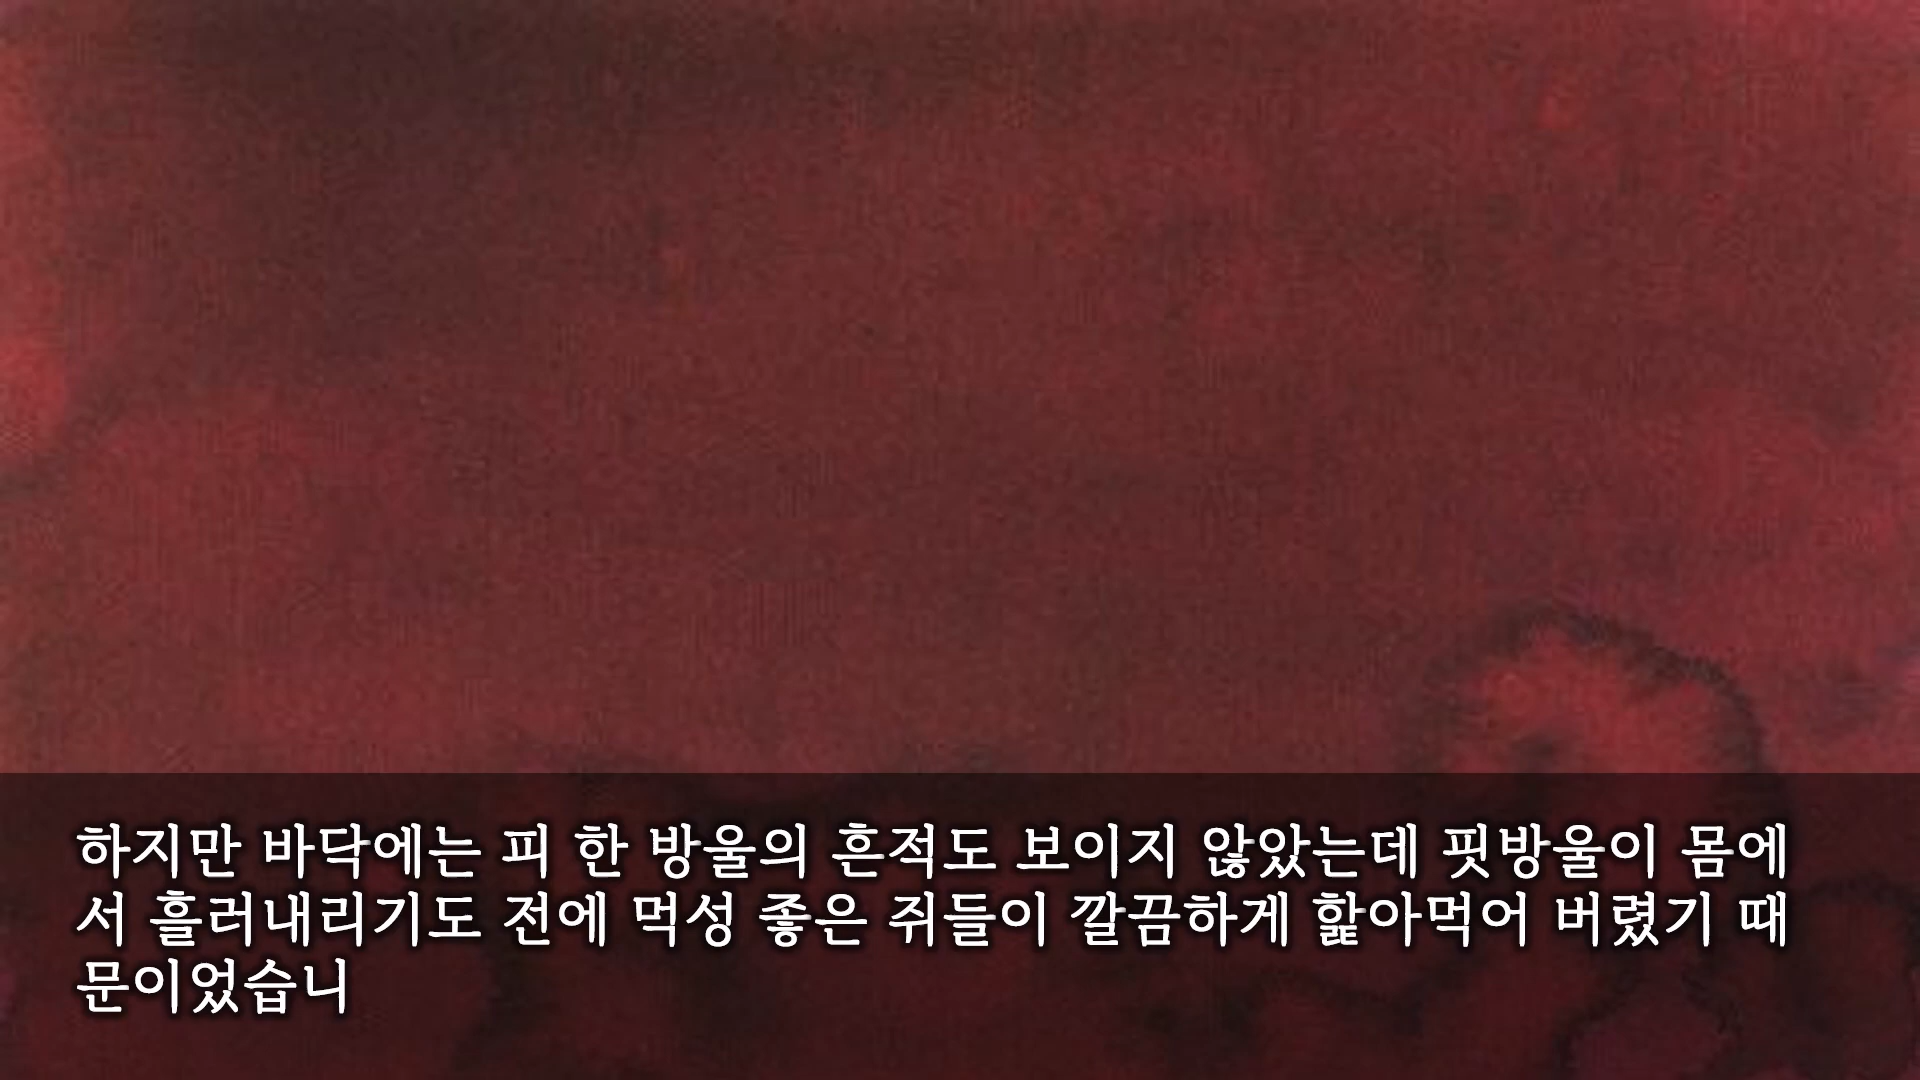 하지만 바닥에는 피 한 방울의 흔적도 보이지 않았는데 핏방울이 몸에
서 흘러내리기도 전에 먹성 좋은 쥐들이 깔끔하게 핥아먹어 버렸기 때
문이었습니